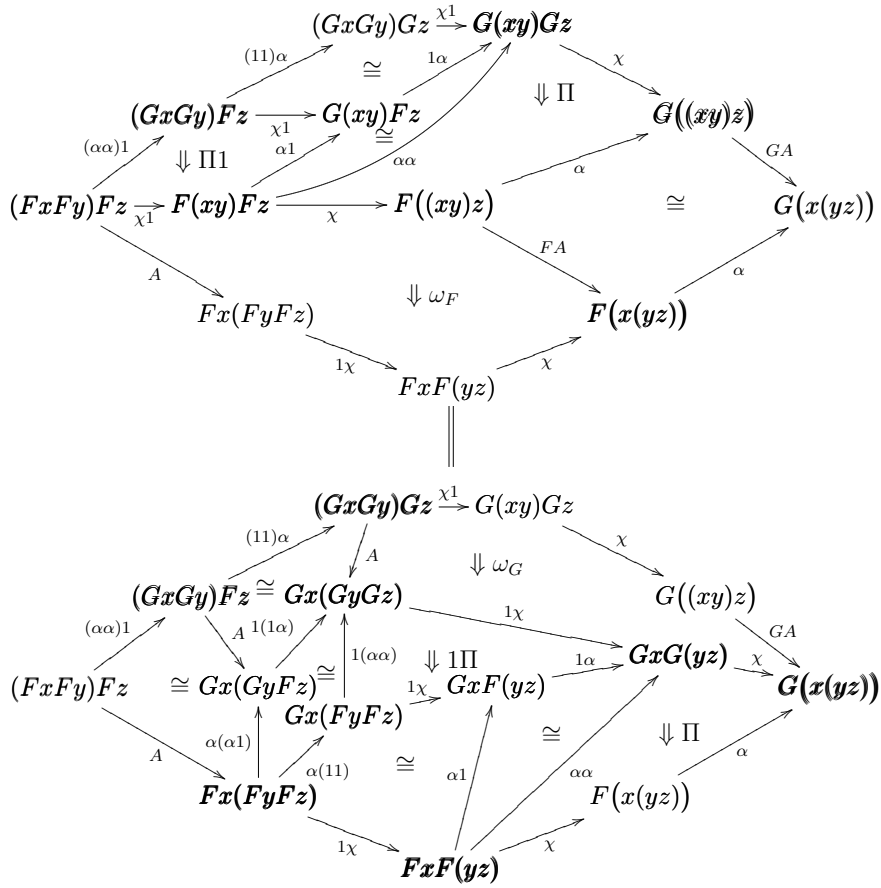 (GxGy)Gz χ1 G(xy)Gz
(11)α ≅ 1α χ
⇓ Π
(GxGy)Fz χ1 G(xy)Fz G((xy)z)
(αα)1 ⇓ Π1 α1 ≅ αα α GA
(FxFy)Fz χ1 F(xy)Fz χ F((xy)z) ≅ G(x(yz))
A FA α
⇓ ω_F
Fx(FyFz) F(x(yz))
1χ χ
FxF(yz)
(GxGy)Gz χ1 G(xy)Gz
(11)α A ⇓ ω_G χ
(GxGy)Fz ≅ Gx(GyGz) G((xy)z)
(αα)1 A 1(1α) 1χ GA
1(αα) ⇓ 1Π 1α GxG(yz) χ
(FxFy)Fz ≅ Gx(GyFz) ≅ 1χ GxF(yz) G(x(yz))
Gx(FyFz)
α(α1) ≅ ⇓ Π α
A α(11) ≅ α1 αα
Fx(FyFz) F(x(yz))
1χ χ
FxF(yz)